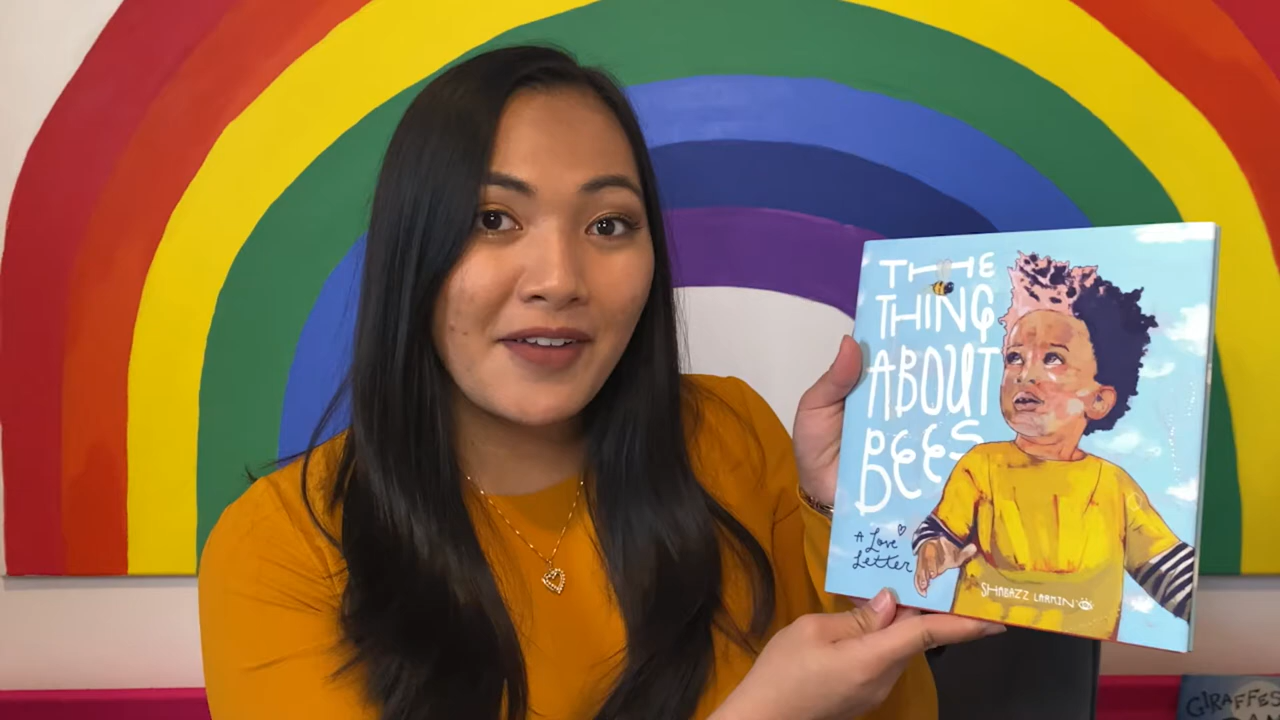 THE
THING
ABOUT
BEES
A Love
Letter
SHABAZZ LARKIN
GIRAFFES